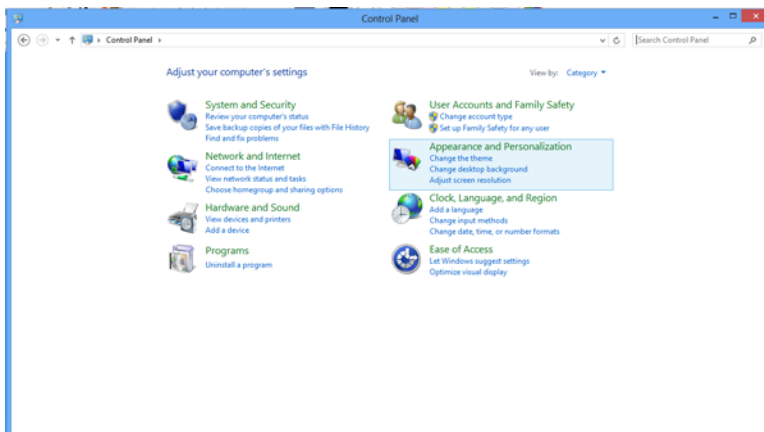 Control Panel
Control Panel
Search Control Panel
Adjust your computer's settings
View by: Category
System and Security
Review your computer's status
Save backup copies of your files with File History
Find and fix problems
Network and Internet
Connect to the Internet
View network status and tasks
Choose homegroup and sharing options
Hardware and Sound
View devices and printers
Add a device
Programs
Uninstall a program
User Accounts and Family Safety
Change account type
Set up Family Safety for any user
Appearance and Personalization
Change the theme
Change desktop background
Adjust screen resolution
Clock, Language, and Region
Add a language
Change input methods
Change date, time, or number formats
Ease of Access
Let Windows suggest settings
Optimize visual display